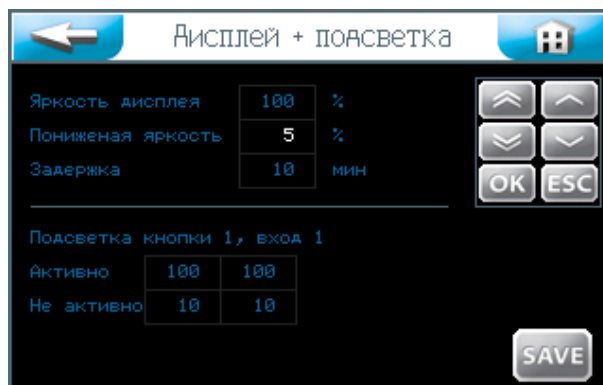 Дисплей + подсветка
Яркость дисплея 100 %
Пониженая яркость 5 %
Задержка 10 мин
OK ESC
Подсветка кнопки 1, вход 1
Активно 100 100
Не активно 10 10
SAVE